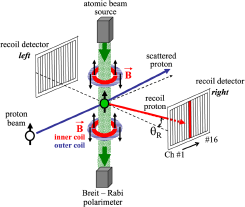 atomic beam
source
recoil detector
left
scattered
proton
B
recoil detector
right
recoil
proton
proton
beam
θR
inner coil
outer coil
B
#16
Ch #1
Breit – Rabi
polarimeter